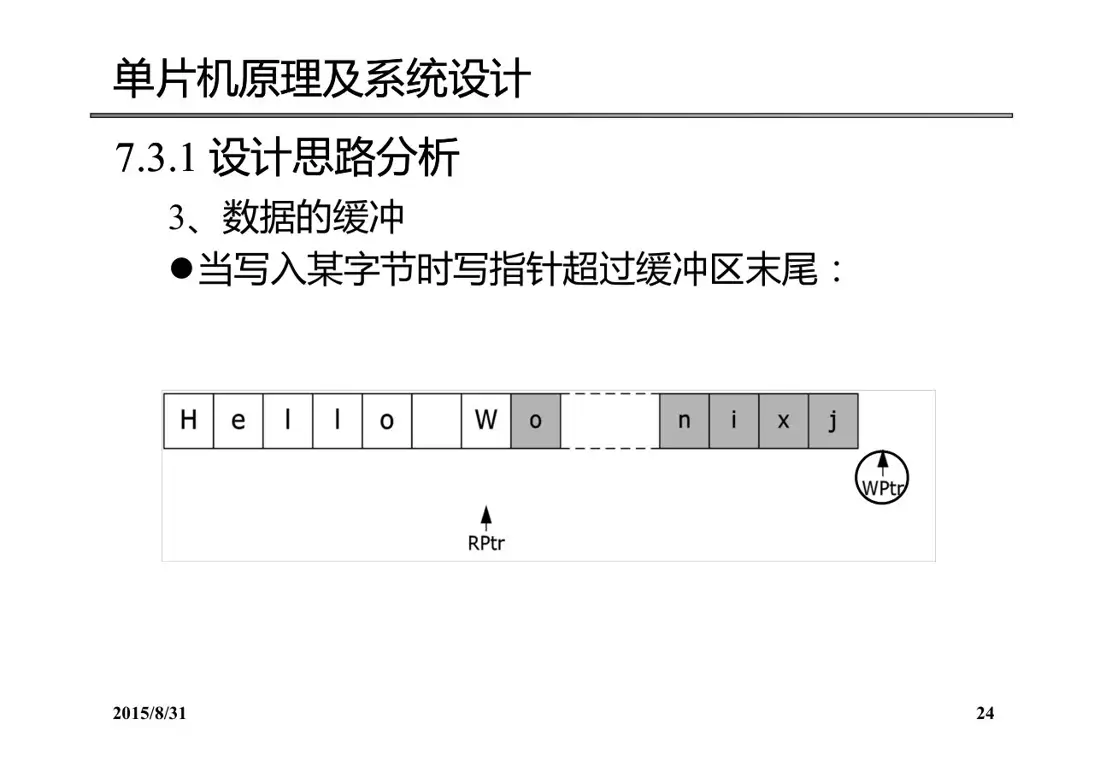 单片机原理及系统设计
7.3.1 设计思路分析
3、数据的缓冲
●当写入某字节时写指针超过缓冲区末尾：
H e l l o W o n i x j
WPtr
RPtr
2015/8/31 24